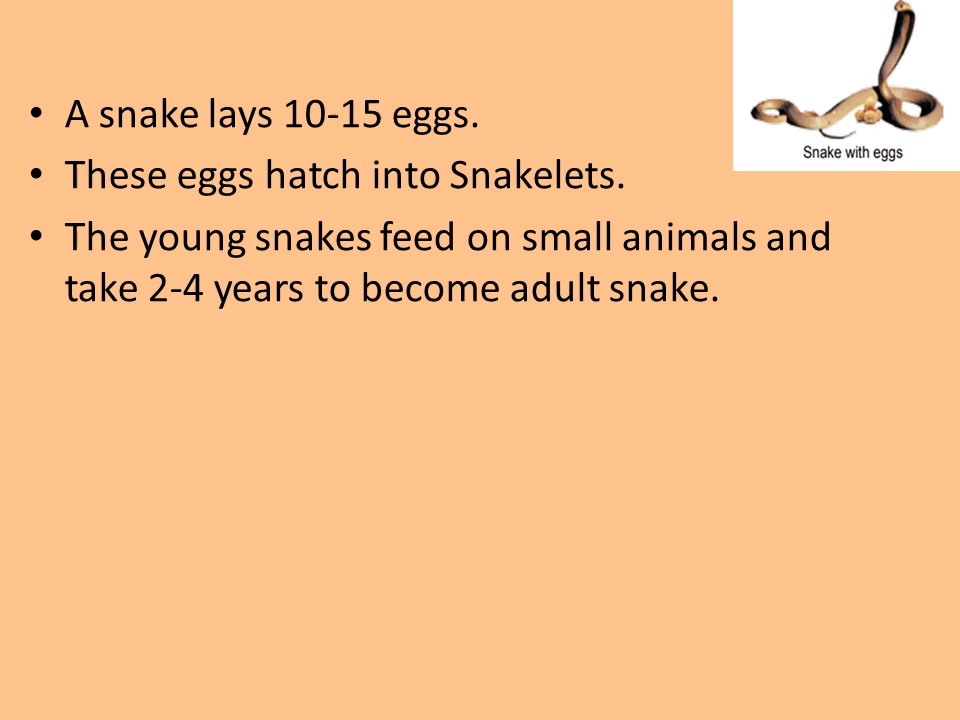 • A snake lays 10-15 eggs.
• These eggs hatch into Snakelets.
• The young snakes feed on small animals and
take 2-4 years to become adult snake.
Snake with eggs